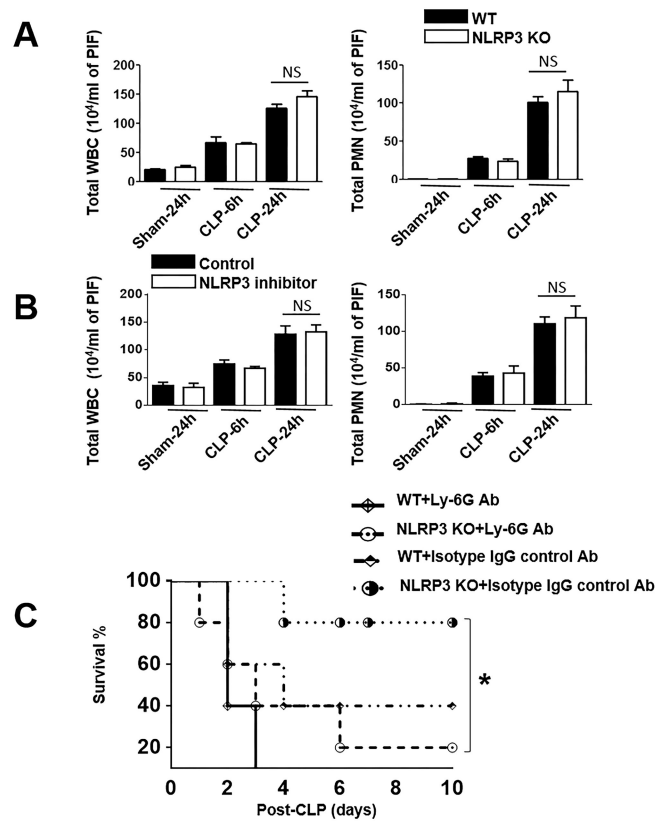 A
WT
NLRP3 KO
Total WBC (10⁴/ml of PIF)
200
150
100
50
0
NS
Sham-24h
CLP-6h
CLP-24h
Total PMN (10⁴/ml of PIF)
150
100
50
0
NS
Sham-24h
CLP-6h
CLP-24h
B
Control
NLRP3 inhibitor
Total WBC (10⁴/ml of PIF)
200
150
100
50
0
NS
Sham-24h
CLP-6h
CLP-24h
Total PMN (10⁴/ml of PIF)
150
100
50
0
NS
Sham-24h
CLP-6h
CLP-24h
WT+Ly-6G Ab
NLRP3 KO+Ly-6G Ab
WT+Isotype IgG control Ab
NLRP3 KO+Isotype IgG control Ab
C
Survival %
100
80
60
40
20
*
0 2 4 6 8 10
Post-CLP (days)